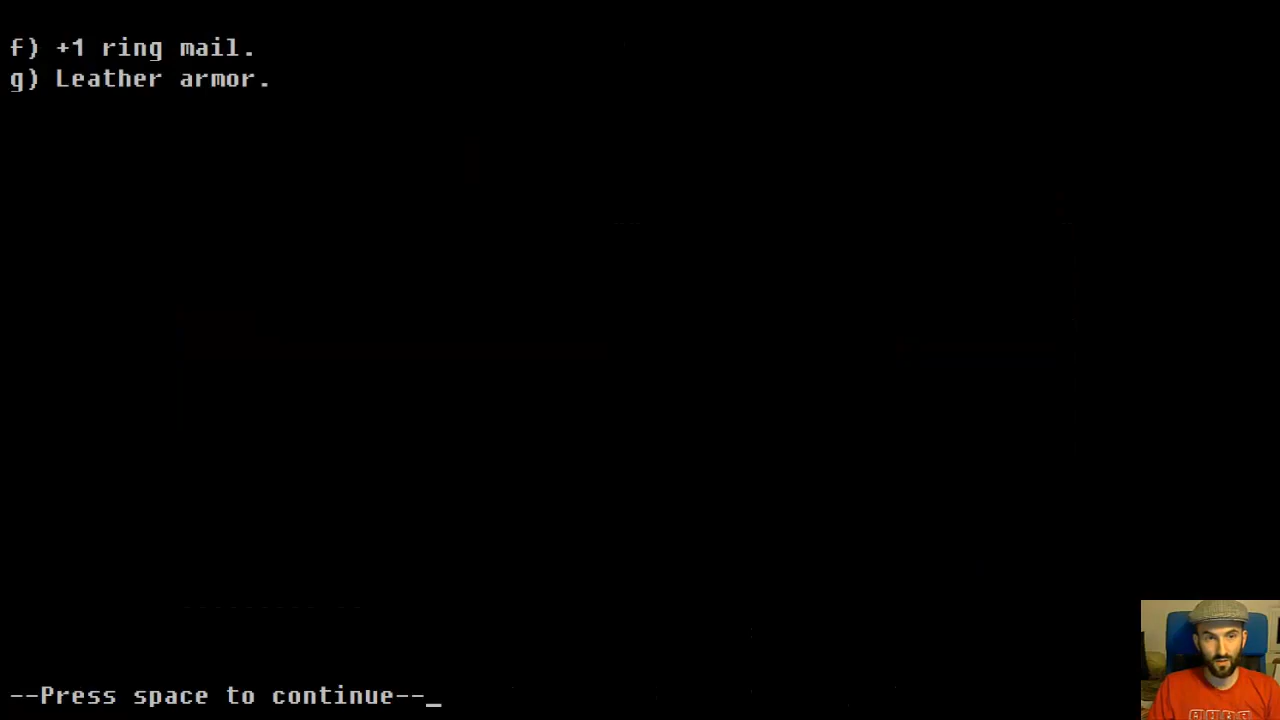 f) +1 ring mail.
g) Leather armor.
--Press space to continue--_